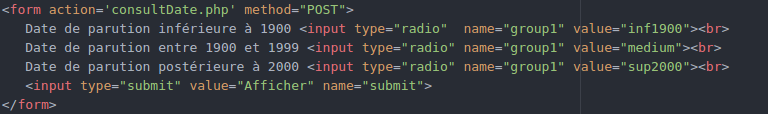 <form action='consultDate.php' method="POST">
Date de parution inférieure à 1900 <input type="radio"  name="group1" value="inf1900"><br>
Date de parution entre 1900 et 1999 <input type="radio" name="group1" value="medium"><br>
Date de parution postérieure à 2000 <input type="radio" name="group1" value="sup2000"><br>
<input type="submit" value="Afficher" name="submit">
</form>